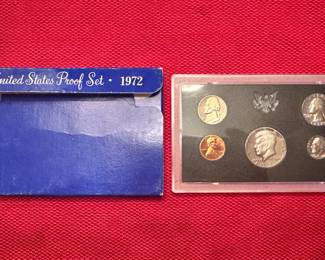 United States Proof Set · 1972